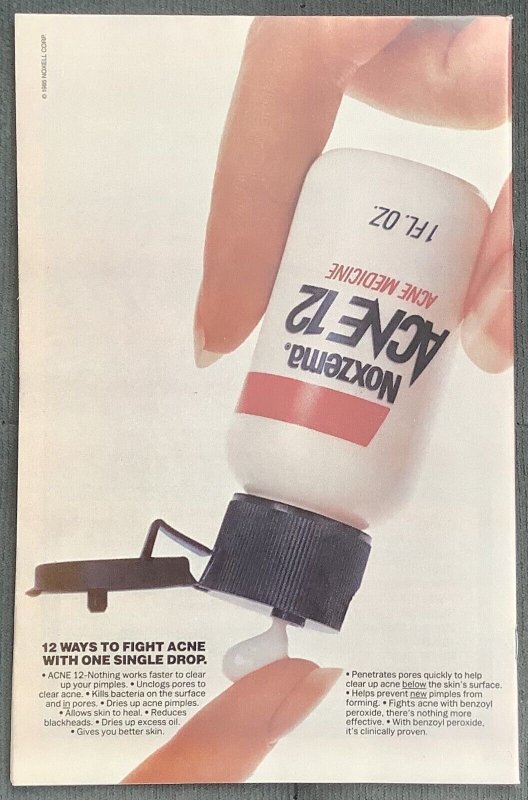 © 1985 NOXELL CORP.
1 FL. OZ.
ACNE MEDICINE
ACNE 12
Noxzema®
12 WAYS TO FIGHT ACNE
WITH ONE SINGLE DROP.
• ACNE 12-Nothing works faster to clear
up your pimples. • Unclogs pores to
clear acne. • Kills bacteria on the surface
and in pores. • Dries up acne pimples.
• Allows skin to heal. • Reduces
blackheads. • Dries up excess oil.
• Gives you better skin.
• Penetrates pores quickly to help
clear up acne below the skin's surface.
• Helps prevent new pimples from
forming. • Fights acne with benzoyl
peroxide, there's nothing more
effective. • With benzoyl peroxide,
it's clinically proven.